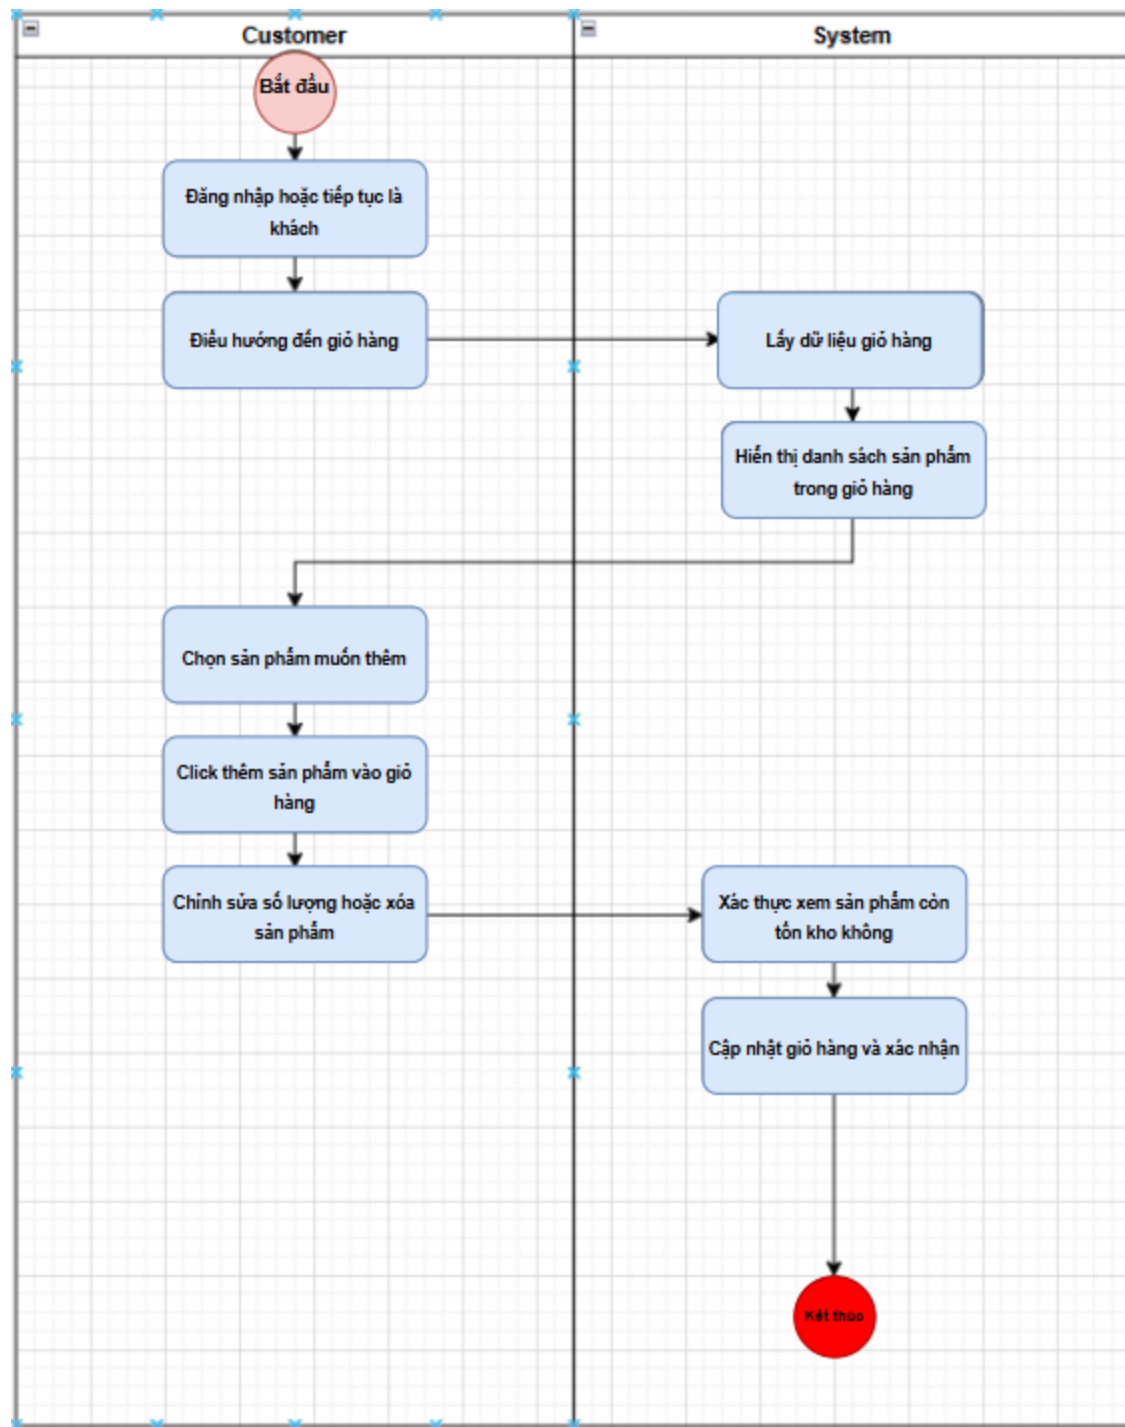 Customer
System
Bắt đầu
Đăng nhập hoặc tiếp tục là
khách
Điều hướng đến giỏ hàng
Lấy dữ liệu giỏ hàng
Hiển thị danh sách sản phẩm
trong giỏ hàng
Chọn sản phẩm muốn thêm
Click thêm sản phẩm vào giỏ
hàng
Chỉnh sửa số lượng hoặc xóa
sản phẩm
Xác thực xem sản phẩm còn
tồn kho không
Cập nhật giỏ hàng và xác nhận
Kết thúc